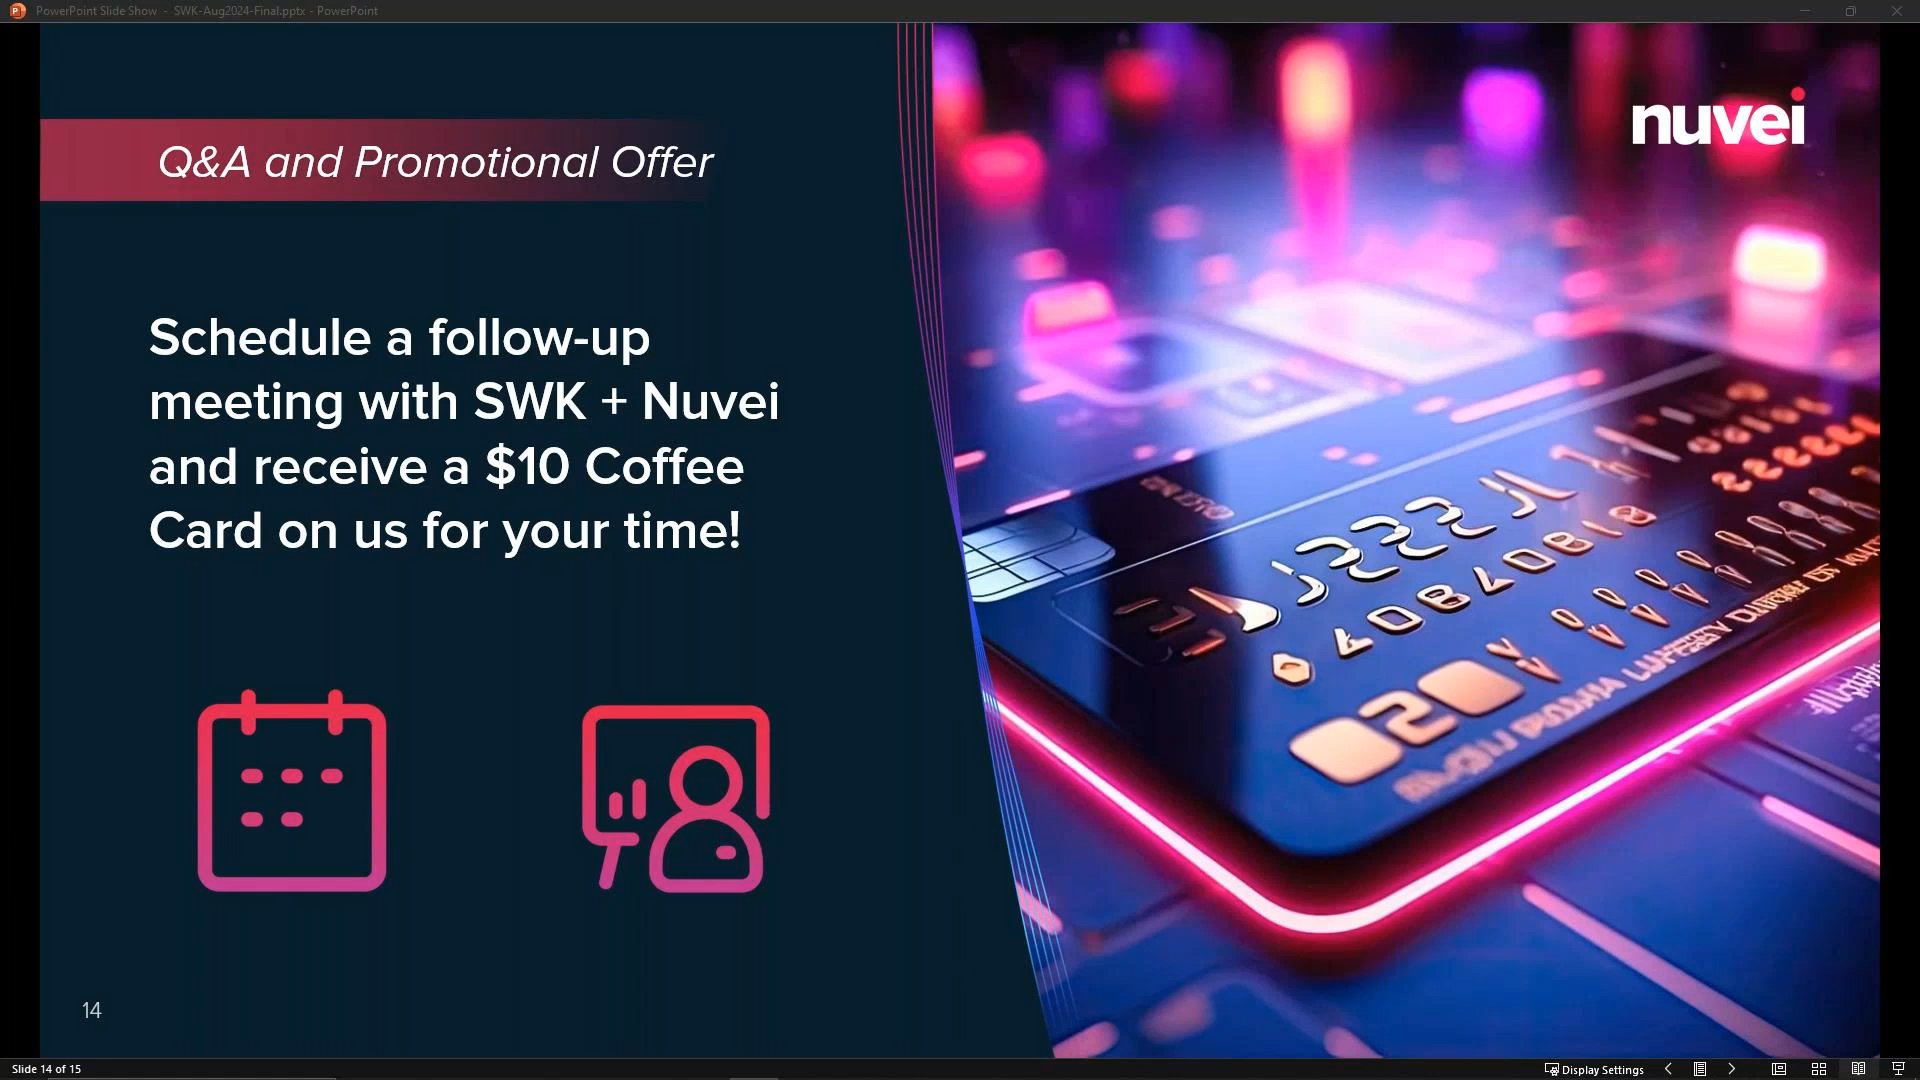 PowerPoint Slide Show - SWK-Aug2024-Final.pptx - PowerPoint
nuvei
Q&A and Promotional Offer
Schedule a follow-up
meeting with SWK + Nuvei
and receive a $10 Coffee
Card on us for your time!
14
Slide 14 of 15
Display Settings